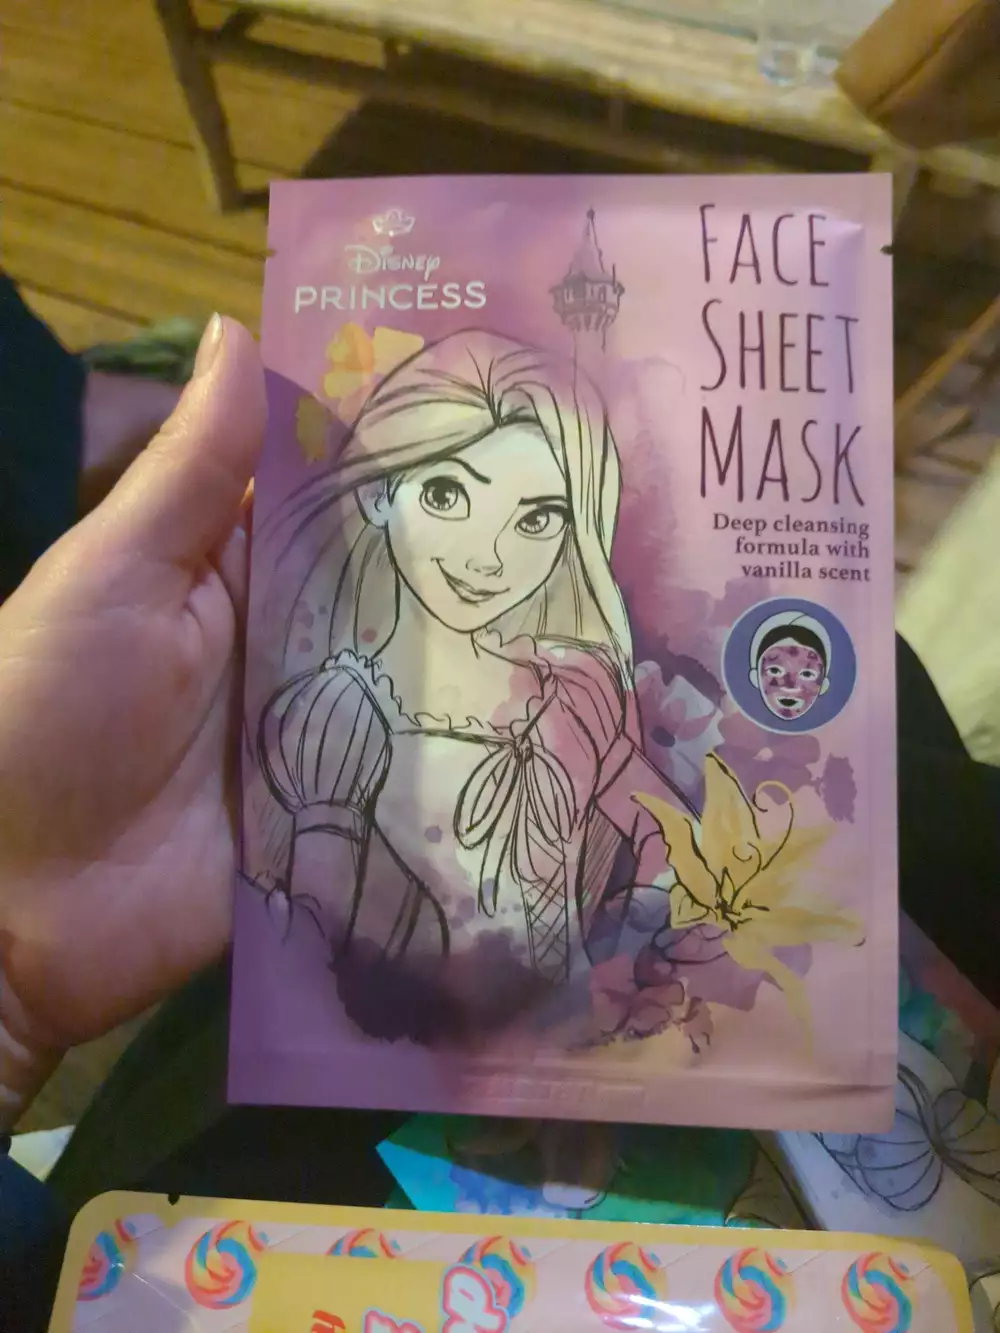 Disney
PRINCESS
FACE
SHEET
MASK
Deep cleansing
formula with
vanilla scent